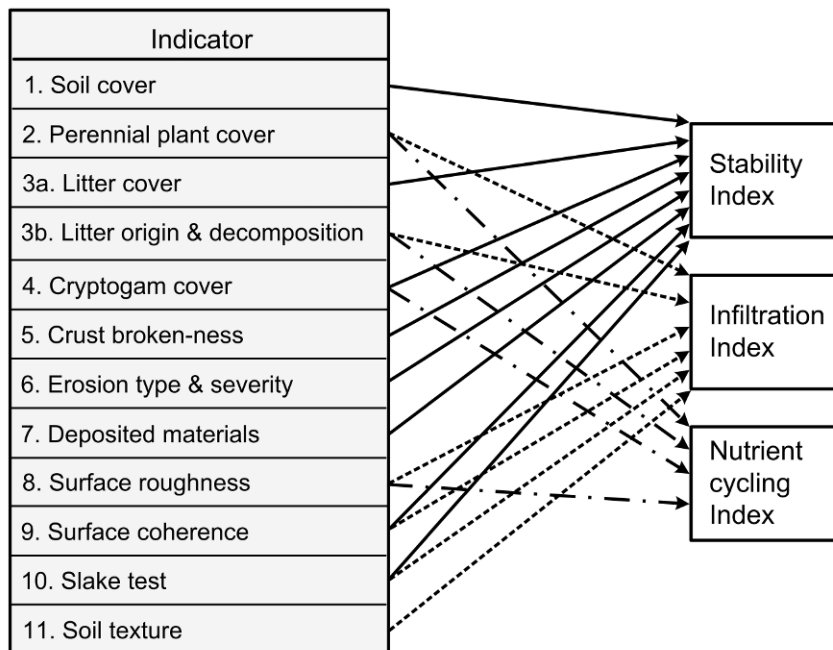 Indicator
1. Soil cover
2. Perennial plant cover
3a. Litter cover
3b. Litter origin & decomposition
4. Cryptogam cover
5. Crust broken-ness
6. Erosion type & severity
7. Deposited materials
8. Surface roughness
9. Surface coherence
10. Slake test
11. Soil texture
Stability
Index
Infiltration
Index
Nutrient
cycling
Index